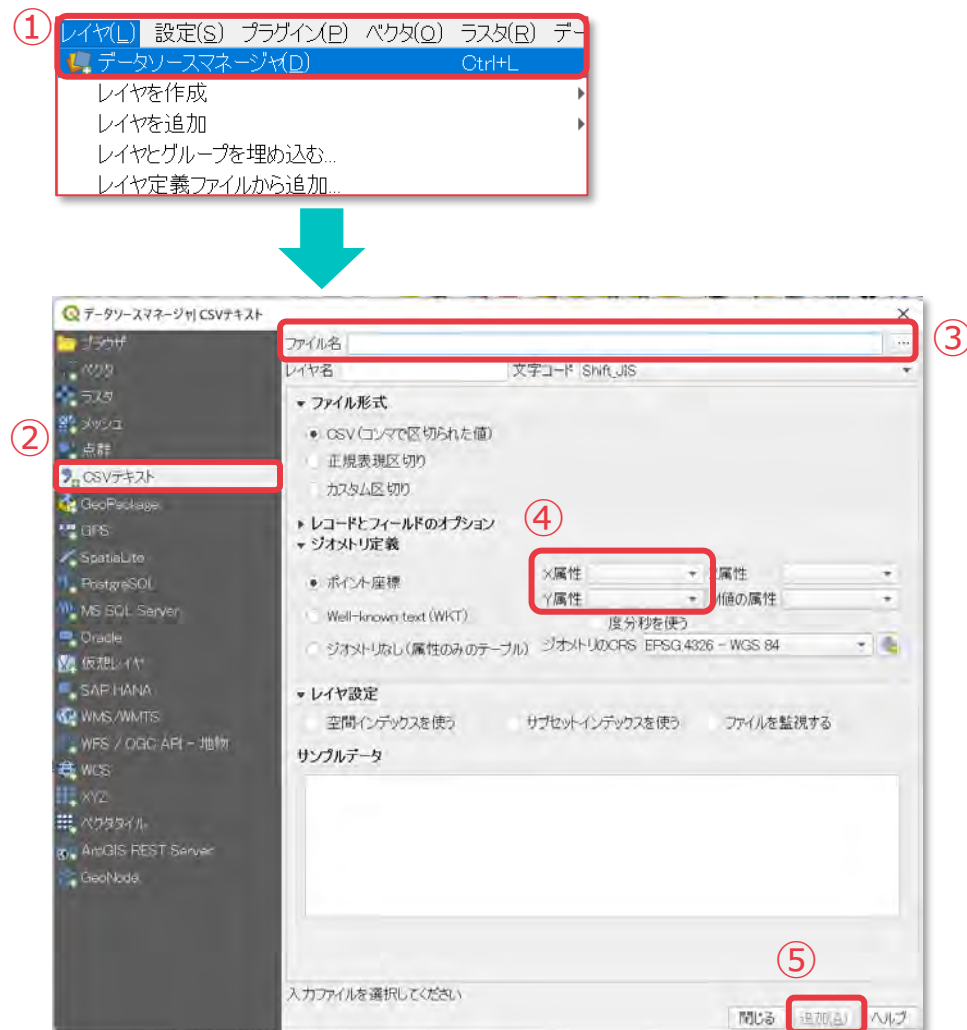 ①
レイヤ(L) 設定(S) プラグイン(P) ベクタ(O) ラスタ(R) デー
データソースマネージャ(D) Ctrl+L
レイヤを作成
レイヤを追加
レイヤとグループを埋め込む...
レイヤ定義ファイルから追加...
データソースマネージャ| CSVテキスト
ブラウザ
ベクタ
ラスタ
メッシュ
点群
②
CSVテキスト
GeoPackage
GPS
SpatiaLite
PostgreSQL
MS SQL Server
Oracle
仮想レイヤ
SAP HANA
WMS/WMTS
WFS / OGC API - 地物
WCS
XYZ
ベクタタイル
ArcGIS REST Server
GeoNode
ファイル名 ...
③
レイヤ名 文字コード Shift_JIS
ファイル形式
CSV(コンマで区切られた値)
正規表現区切り
カスタム区切り
レコードとフィールドのオプション
④
ジオメトリ定義
ポイント座標 X属性 属性
Y属性 M値の属性
Well-known text (WKT) 度分秒を使う
ジオメトリなし(属性のみのテーブル) ジオメトリのCRS EPSG:4326 - WGS 84
レイヤ設定
空間インデックスを使う サブセットインデックスを使う ファイルを監視する
サンプルデータ
⑤
入力ファイルを選択してください
閉じる 追加(A) ヘルプ